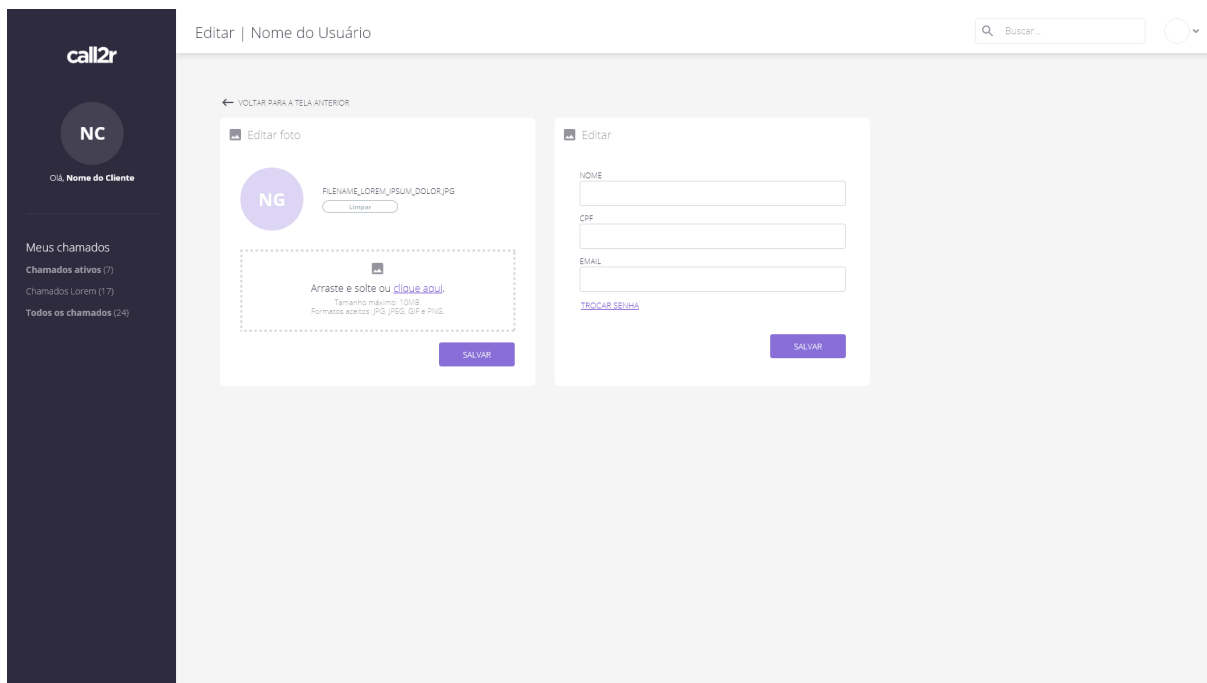 call2r
NC
Olá, Nome do Cliente
Meus chamados
Chamados ativos (7)
Chamados Lorem (17)
Todos os chamados (24)
Editar | Nome do Usuário
Buscar...
VOLTAR PARA A TELA ANTERIOR
Editar foto
NG
FILENAME_LOREM_IPSUM_DOLOR.JPG
Limpar
Arraste e solte ou clique aqui.
Tamanho máximo: 10MB.
Formatos aceitos: JPG, JPEG, GIF e PNG.
SALVAR
Editar
NOME
CPF
EMAIL
TROCAR SENHA
SALVAR